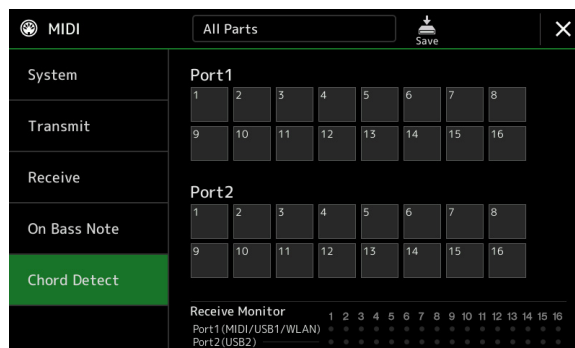 MIDI
All Parts
Save
System
Transmit
Receive
On Bass Note
Chord Detect
Port1
1 2 3 4 5 6 7 8
9 10 11 12 13 14 15 16
Port2
1 2 3 4 5 6 7 8
9 10 11 12 13 14 15 16
Receive Monitor 1 2 3 4 5 6 7 8 9 10 11 12 13 14 15 16
Port1(MIDI/USB1/WLAN)
Port2(USB2)